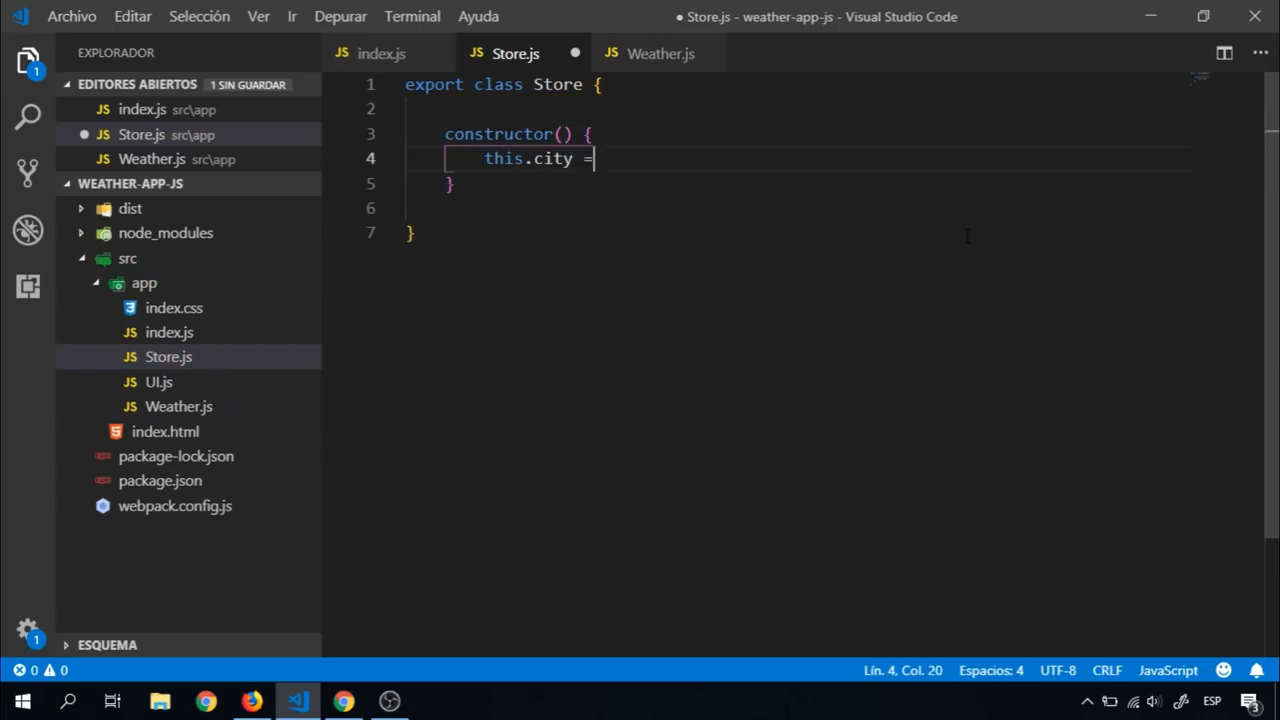 Archivo Editar Selección Ver Ir Depurar Terminal Ayuda ● Store.js - weather-app-js - Visual Studio Code
EXPLORADOR
EDITORES ABIERTOS 1 SIN GUARDAR
JS index.js src\app
JS Store.js src\app
JS Weather.js src\app
WEATHER-APP-JS
dist
node_modules
src
app
index.css
JS index.js
JS Store.js
JS UI.js
JS Weather.js
index.html
package-lock.json
package.json
webpack.config.js
ESQUEMA
1
1
JS index.js JS Store.js JS Weather.js
1 export class Store {
2
3 constructor() {
4 this.city =
5 }
6
7 }
0 0 Lín. 4, Col. 20 Espacios: 4 UTF-8 CRLF JavaScript
ESP 3